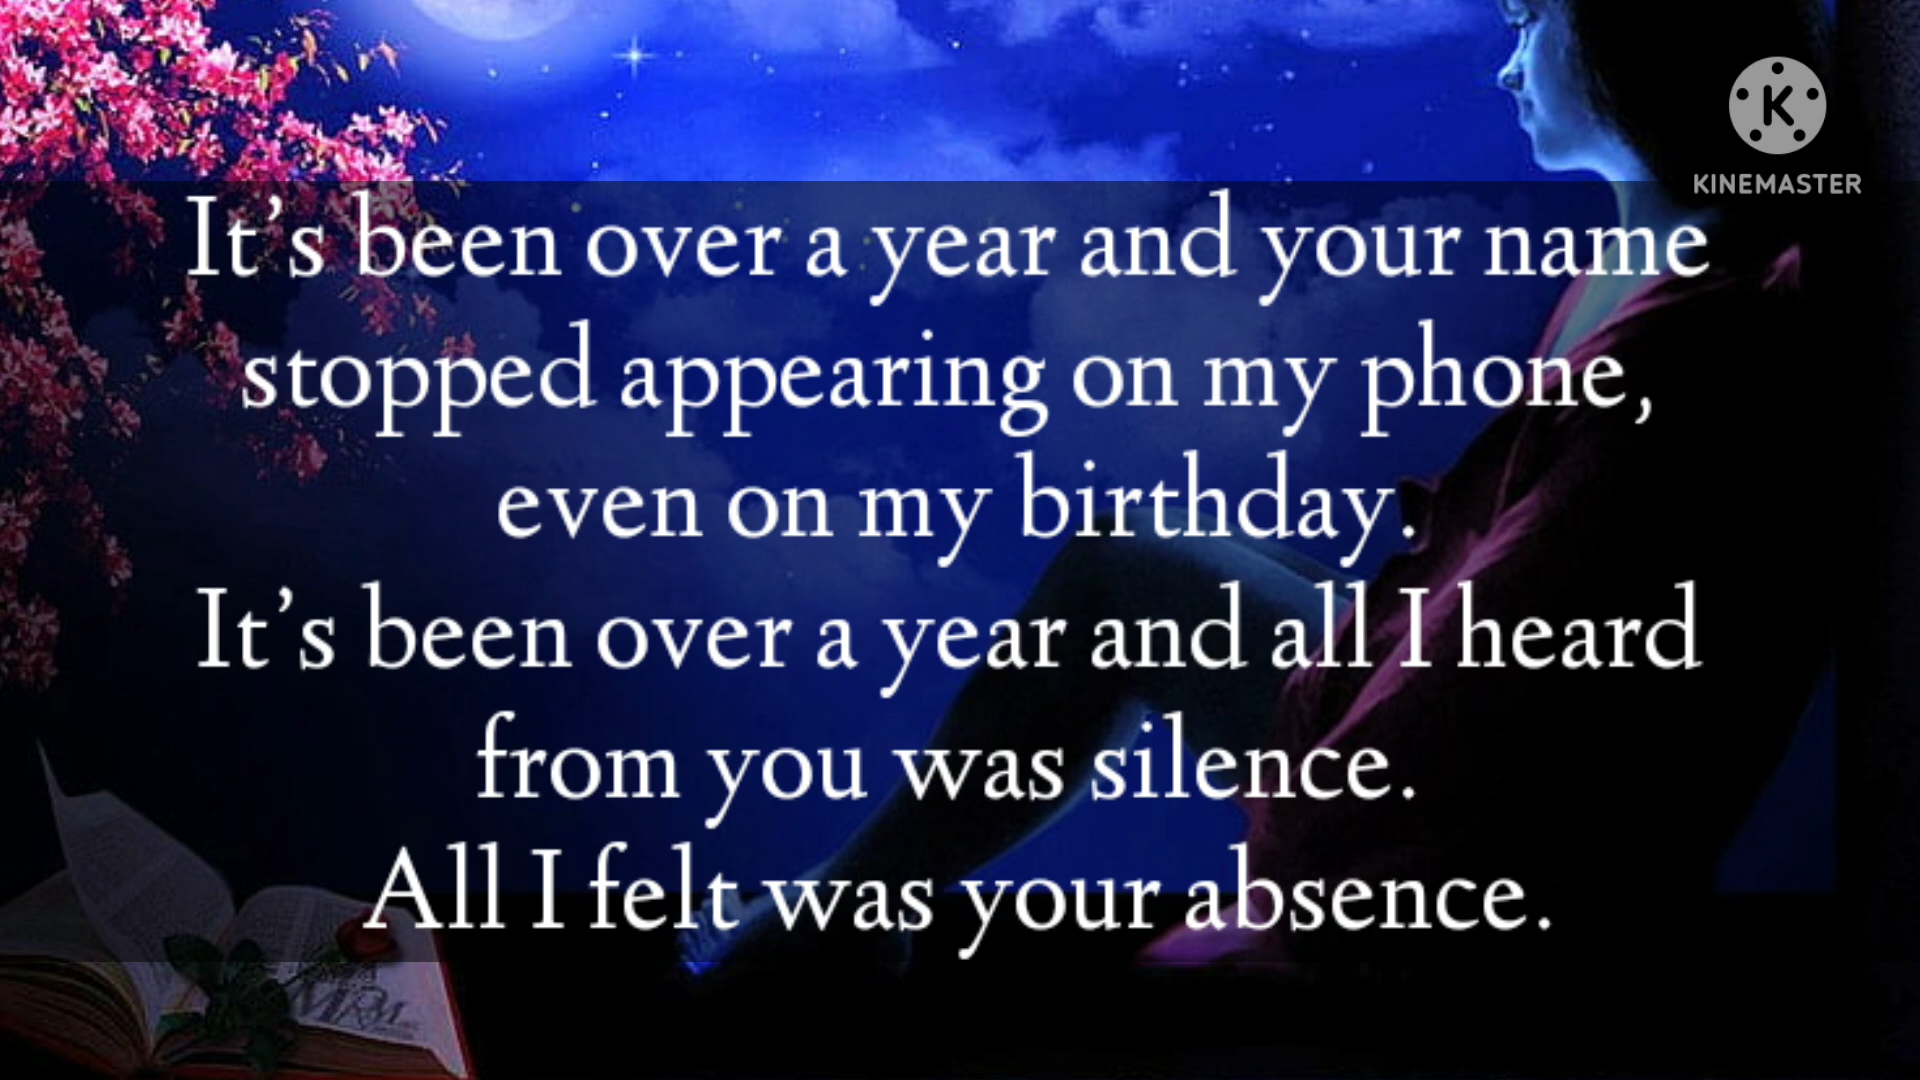 K
KINEMASTER
It’s been over a year and your name
stopped appearing on my phone,
even on my birthday.
It’s been over a year and all I heard
from you was silence.
All I felt was your absence.